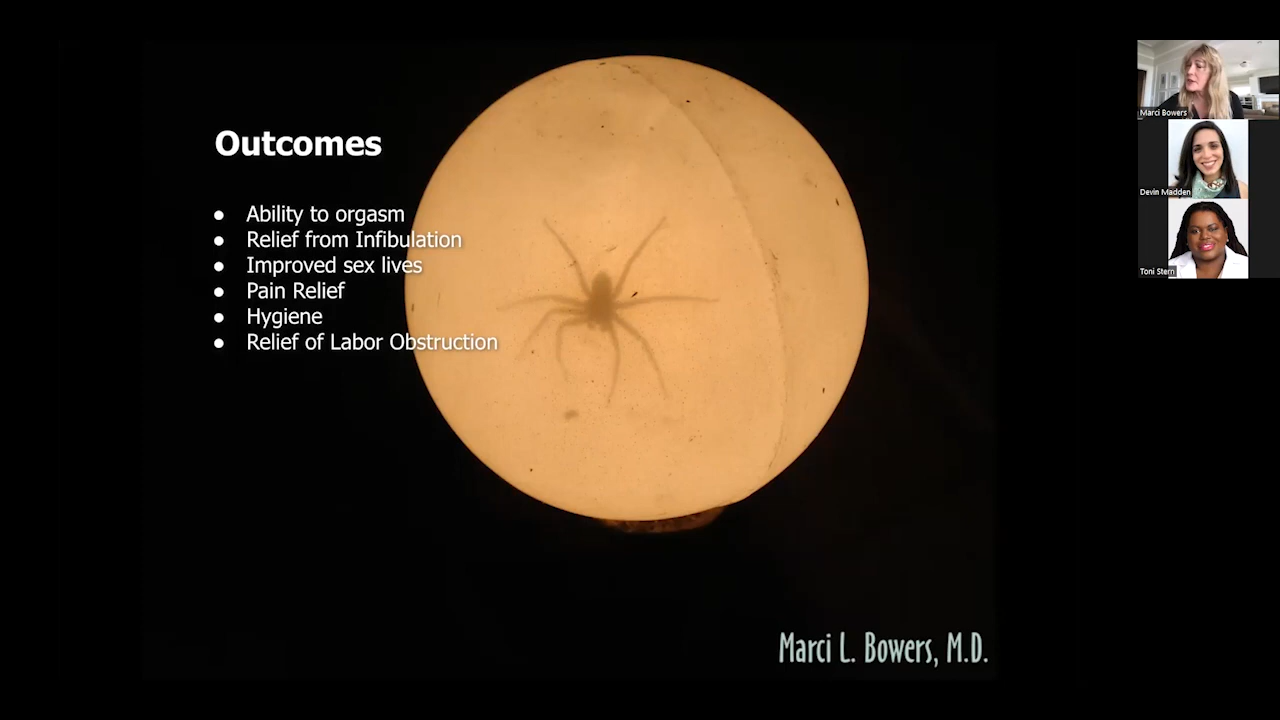 Outcomes
● Ability to orgasm
● Relief from Infibulation
● Improved sex lives
● Pain Relief
● Hygiene
● Relief of Labor Obstruction
Marci L. Bowers, M.D.
Marci Bowers
Devin Madden
Toni Stern